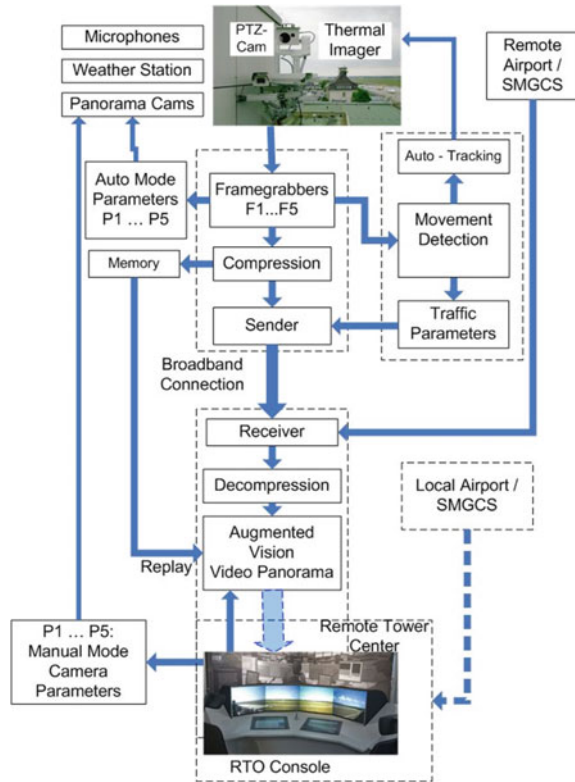 Microphones
Weather Station
Panorama Cams
PTZ-
Cam
Thermal
Imager
Remote
Airport /
SMGCS
Auto Mode
Parameters
P1 ... P5
Framegrabbers
F1...F5
Auto - Tracking
Movement
Detection
Memory
Compression
Sender
Traffic
Parameters
Broadband
Connection
Receiver
Decompression
Local Airport /
SMGCS
Augmented
Vision
Video Panorama
Replay
P1 ... P5:
Manual Mode
Camera
Parameters
Remote Tower
Center
RTO Console